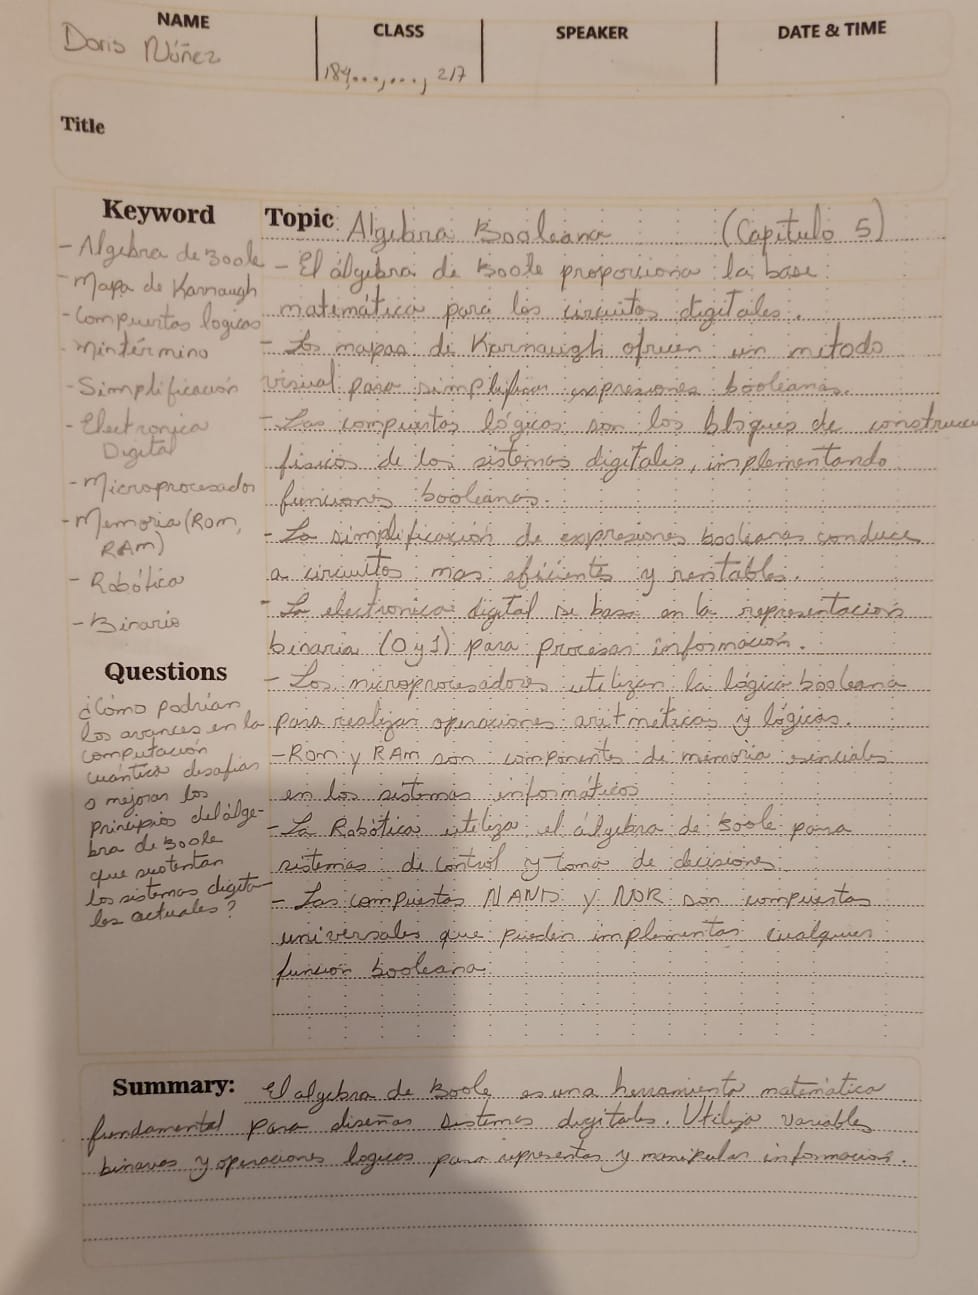 NAME
Doris Núñez
CLASS
184...,..., 217
SPEAKER
DATE & TIME
Title
Keyword
- Algebra de Boole
- Mapa de Karnaugh
- Compuertas logicas
- mintérmino
- Simplificación
- Electronica
Digital
- Microprocesador
- Memoria (Rom,
RAm)
- Robótica
- Binario
Questions
¿Cómo podrían
los avances en la
computación
cuántica desafiar
o mejorar los
principios del álge-
bra de Boole
que sustentan
los sistemas digita-
les actuales?
Topic: Algebra Booleana (Capitulo 5)
- El álgebra de Boole proporciona la base
matemática para los circuitos digitales.
- Los mapas de Karnaugh ofrecen un método
visual para simplificar expresiones booleanas.
- Las compuertas lógicas son los bloques de construcc
físicos de los sistemas digitales, implementando
funciones booleanas.
- La simplificación de expresiones booleanas conduce
a circuitos mas eficientes y rentables.
- La electronica digital se basa en la representación
binaria (0 y 1) para procesar información.
- Los microprocesadores utilizan la lógica booleana
para realizar operaciones aritméticas y lógicas.
- Rom y RAm son componentes de memoria esenciales
en los sistemas informáticos
- La Robótica utiliza el álgebra de Boole para
sistemas de control y toma de decisiones.
- Las compuertas NAND y NOR son compuertas
universales que pueden implementar cualquier
función booleana.
Summary: El algebra de Boole es una herramienta matemática
fundamental para diseñar sistemas digitales. Utiliza variables
binarias y operaciones logicas para representar y manipular información.